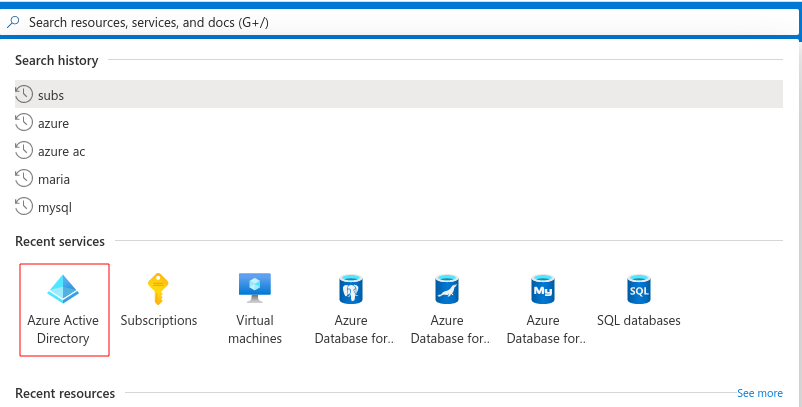 Search resources, services, and docs (G+/)
Search history
subs
azure
azure ac
maria
mysql
Recent services
Azure Active Directory
Subscriptions
Virtual machines
Azure Database for..
Azure Database for..
Azure Database for..
SQL databases
My
SQL
Recent resources
See more